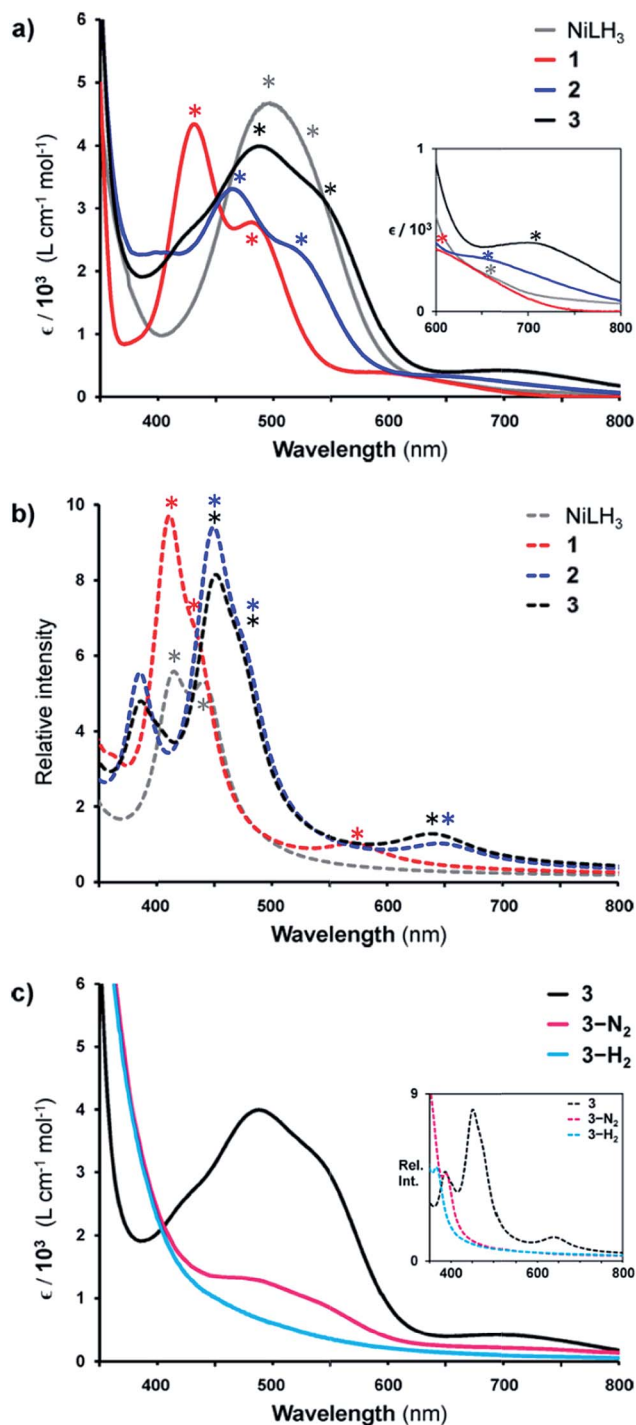 a)
ϵ / 10³ (L cm⁻¹ mol⁻¹)
6
5
4
3
2
1
0
NiLH₃
1
2
3
1
ϵ / 10³
0
600
700
800
400
500
600
700
800
Wavelength (nm)
b)
Relative intensity
10
8
6
4
2
0
NiLH₃
1
2
3
400
500
600
700
800
Wavelength (nm)
c)
ϵ / 10³ (L cm⁻¹ mol⁻¹)
6
5
4
3
2
1
0
3
3–N₂
3–H₂
9
Rel.
Int.
0
3
3–N₂
3–H₂
400
600
800
400
500
600
700
800
Wavelength (nm)